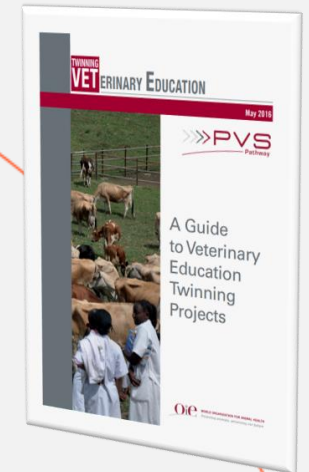 TWINNING
VETERINARY EDUCATION
May 2016
PVS
Pathway
A Guide
to Veterinary
Education
Twinning
Projects
Oie WORLD ORGANISATION FOR ANIMAL HEALTH